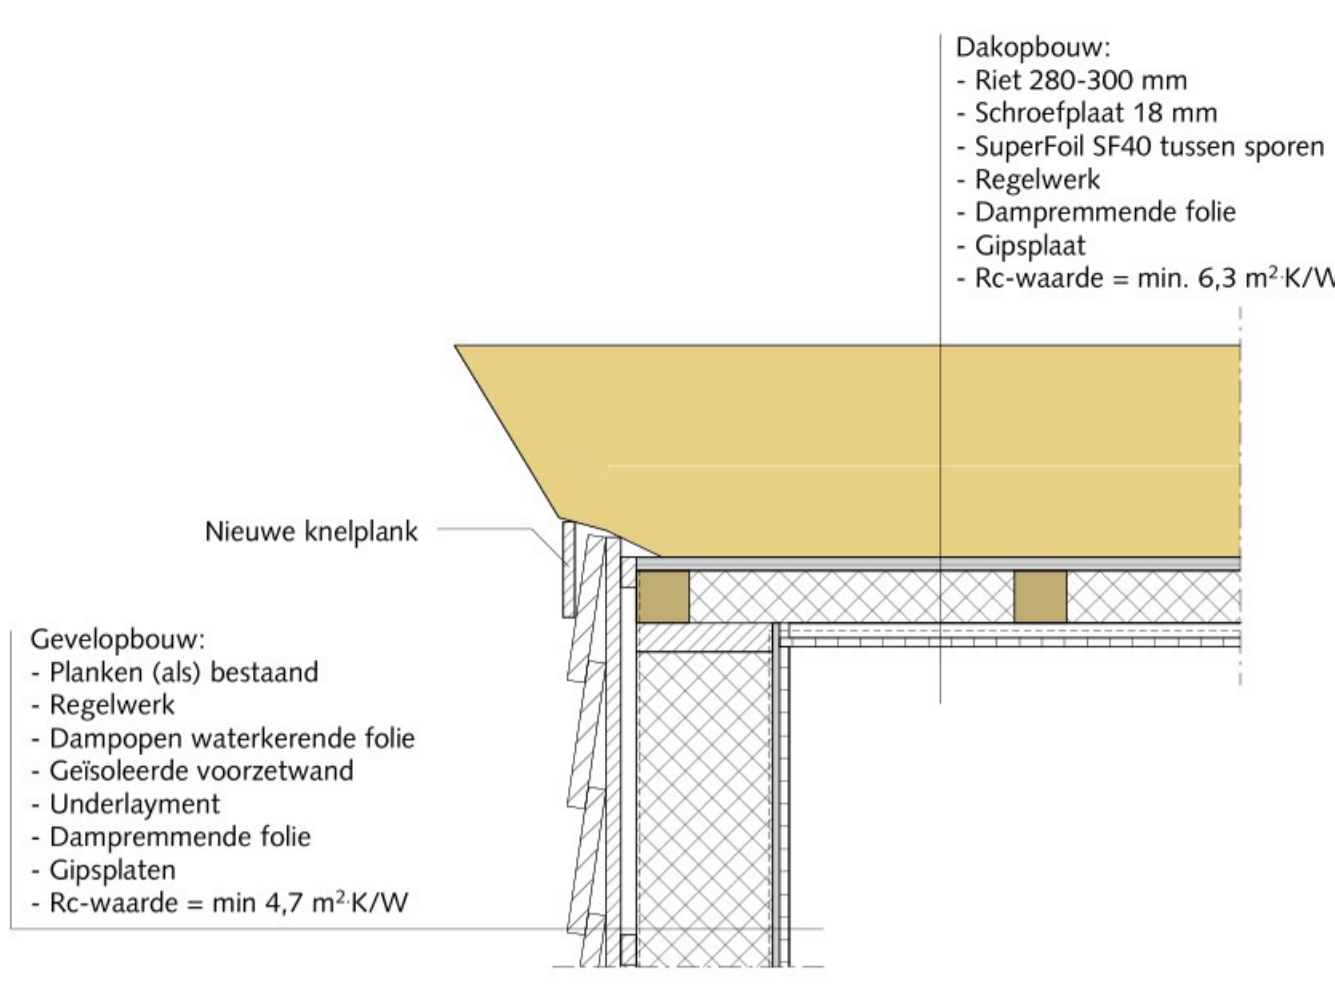 Dakopbouw:
- Riet 280-300 mm
- Schroefplaat 18 mm
- SuperFoil SF40 tussen sporen
- Regelwerk
- Dampremmende folie
- Gipsplaat
- Rc-waarde = min. 6,3 m²·K/W
Nieuwe knelplank
Gevelopbouw:
- Planken (als) bestaand
- Regelwerk
- Dampopen waterkerende folie
- Geïsoleerde voorzetwand
- Underlayment
- Dampremmende folie
- Gipsplaten
- Rc-waarde = min 4,7 m²·K/W